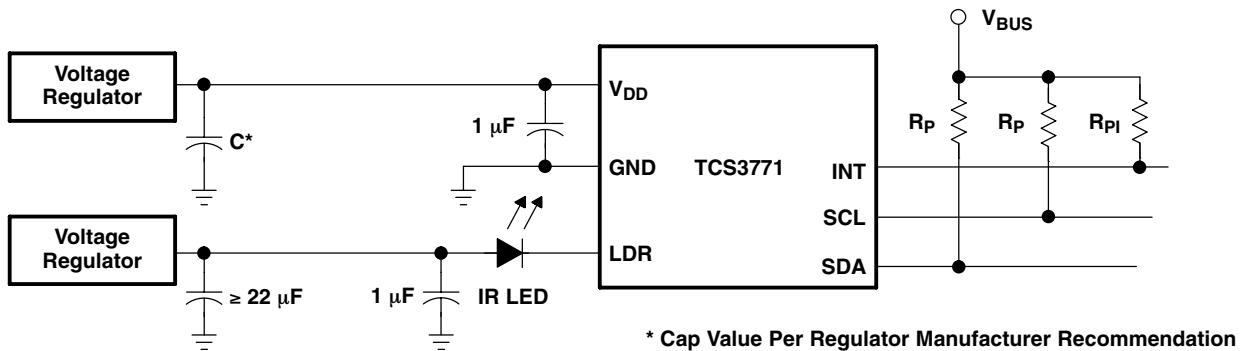 VBUS
Voltage
Regulator
VDD
C*
1 μF
RP
RP
RPI
GND
TCS3771
INT
SCL
Voltage
Regulator
LDR
SDA
≥ 22 μF
1 μF
IR LED
* Cap Value Per Regulator Manufacturer Recommendation